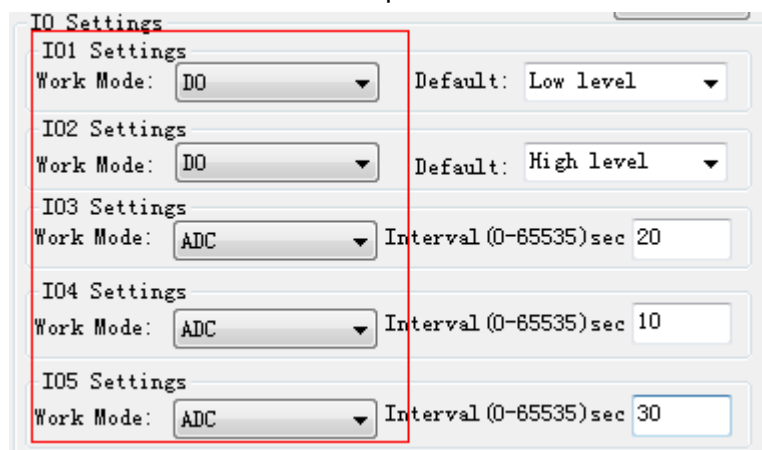 IO Settings
IO1 Settings
Work Mode: DO Default: Low level
IO2 Settings
Work Mode: DO Default: High level
IO3 Settings
Work Mode: ADC Interval(0-65535)sec 20
IO4 Settings
Work Mode: ADC Interval(0-65535)sec 10
IO5 Settings
Work Mode: ADC Interval(0-65535)sec 30